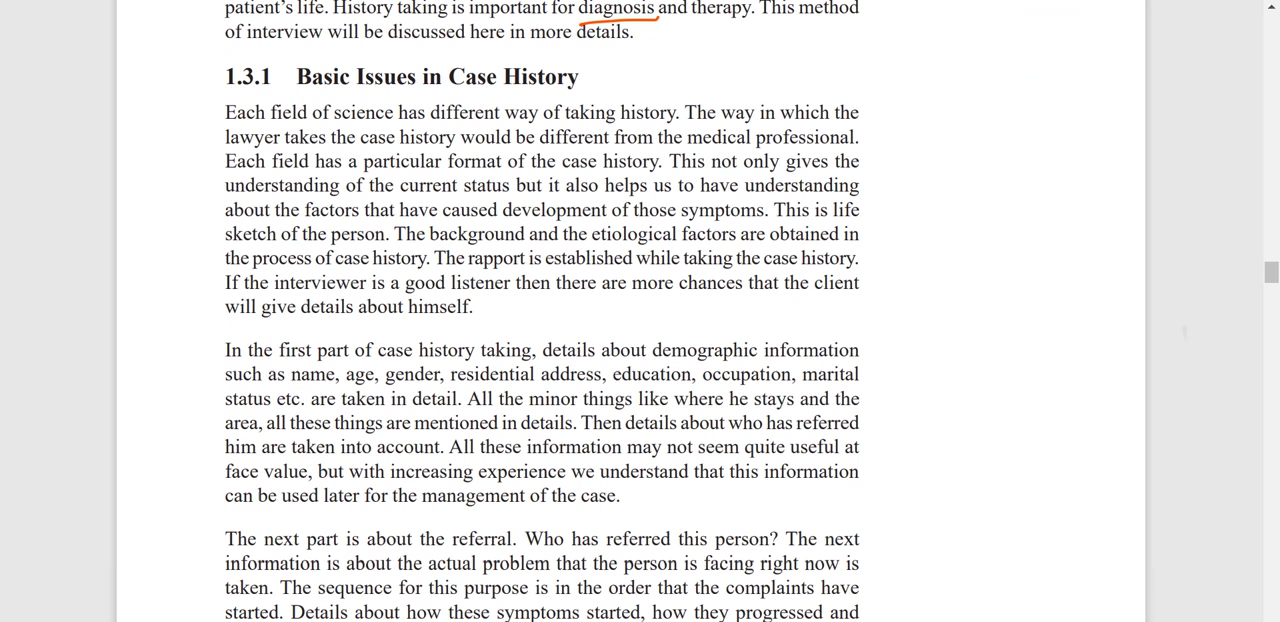 patient's life. History taking is important for diagnosis and therapy. This method
of interview will be discussed here in more details.
1.3.1 Basic Issues in Case History
Each field of science has different way of taking history. The way in which the
lawyer takes the case history would be different from the medical professional.
Each field has a particular format of the case history. This not only gives the
understanding of the current status but it also helps us to have understanding
about the factors that have caused development of those symptoms. This is life
sketch of the person. The background and the etiological factors are obtained in
the process of case history. The rapport is established while taking the case history.
If the interviewer is a good listener then there are more chances that the client
will give details about himself.
In the first part of case history taking, details about demographic information
such as name, age, gender, residential address, education, occupation, marital
status etc. are taken in detail. All the minor things like where he stays and the
area, all these things are mentioned in details. Then details about who has referred
him are taken into account. All these information may not seem quite useful at
face value, but with increasing experience we understand that this information
can be used later for the management of the case.
The next part is about the referral. Who has referred this person? The next
information is about the actual problem that the person is facing right now is
taken. The sequence for this purpose is in the order that the complaints have
started. Details about how these symptoms started, how they progressed and